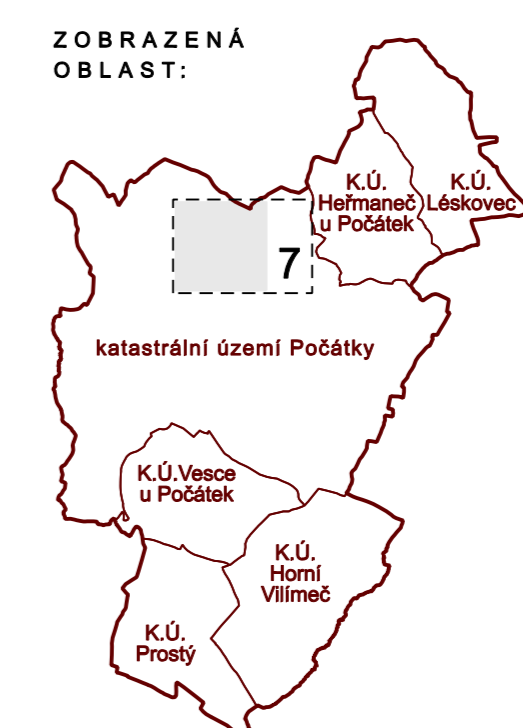 ZOBRAZENÁ
OBLAST:
K.Ú.
Heřmaneč
u Počátek
K.Ú.
Léskovec
7
katastrální území Počátky
K.Ú.Vesce
u Počátek
K.Ú.
Horní
Vilímeč
K.Ú.
Prostý